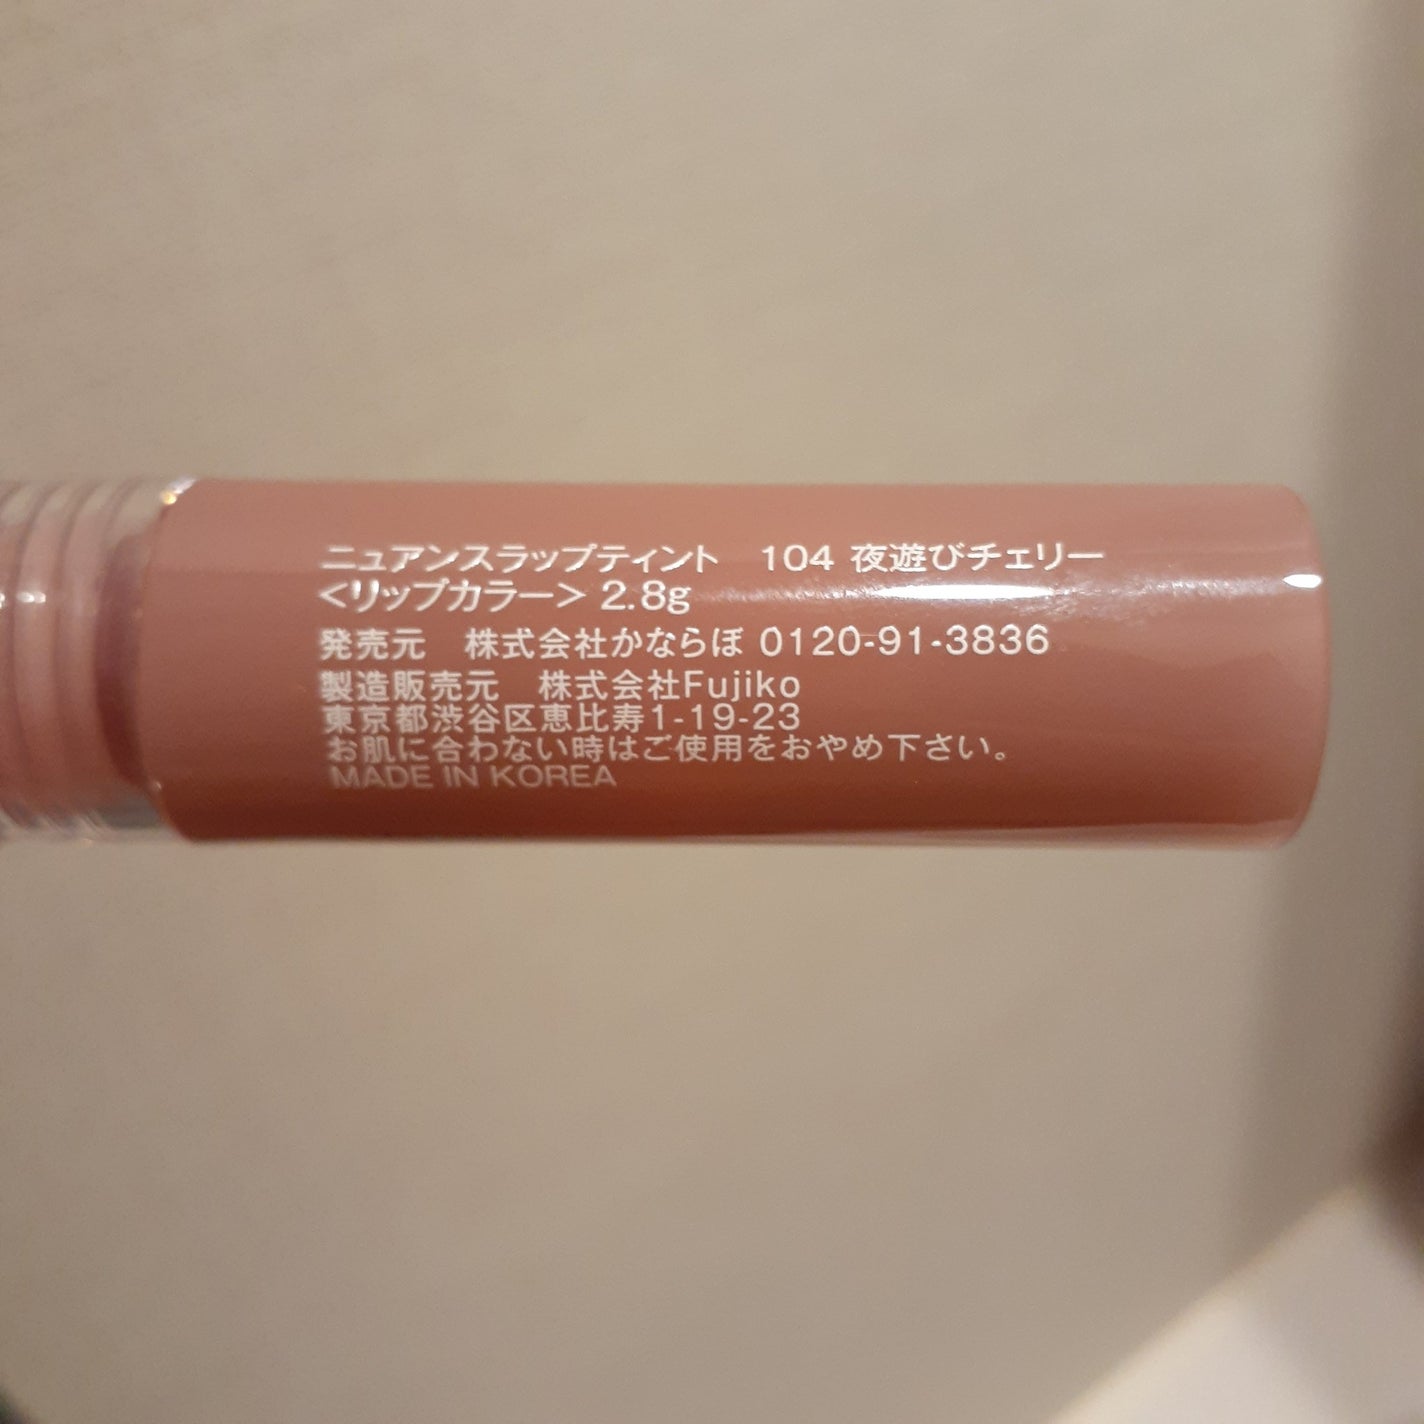 ニュアンスラップティント　104 夜遊びチェリー
<リップカラー> 2.8g
発売元　株式会社かならぼ 0120-91-3836
製造販売元　株式会社Fujiko
東京都渋谷区恵比寿1-19-23
お肌に合わない時はご使用をおやめ下さい。
MADE IN KOREA